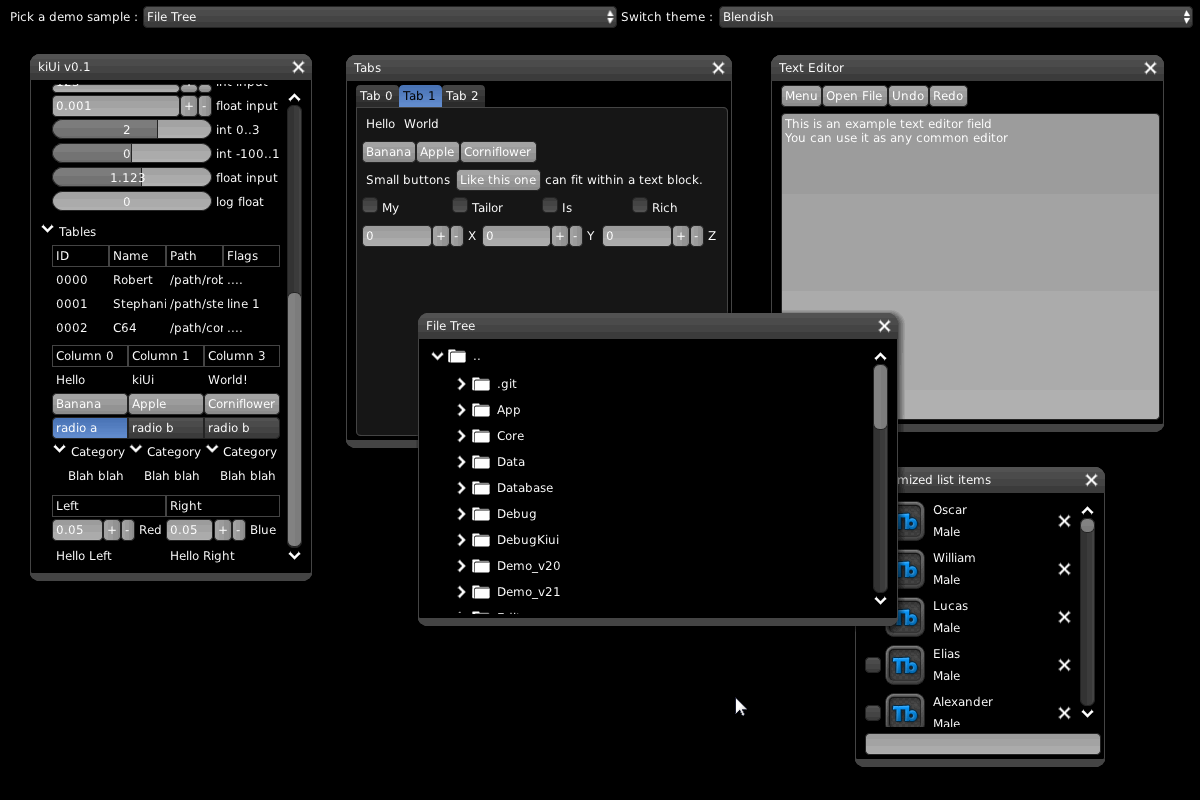 Pick a demo sample : File Tree Switch theme : Blendish
kiUi v0.1
0.001 + - float input
2 int 0..3
0 int -100..1
1.123 float input
0 log float
Tables
ID Name Path Flags
0000 Robert /path/rob ....
0001 Stephani /path/ste line 1
0002 C64 /path/cor ....
Column 0 Column 1 Column 3
Hello kiUi World!
Banana Apple Corniflower
radio a radio b radio b
Category Category Category
Blah blah Blah blah Blah blah
Left Right
0.05 + - Red 0.05 + - Blue
Hello Left Hello Right
Tabs
Tab 0 Tab 1 Tab 2
Hello World
Banana Apple Corniflower
Small buttons Like this one can fit within a text block.
My Tailor Is Rich
0 + - X 0 + - Y 0 + - Z
Text Editor
Menu Open File Undo Redo
This is an example text editor field
You can use it as any common editor
File Tree
..
.git
App
Core
Data
Database
Debug
DebugKiui
Demo_v20
Demo_v21
mized list items
Tb Oscar
Male
Tb William
Male
Tb Lucas
Male
Tb Elias
Male
Tb Alexander
Male